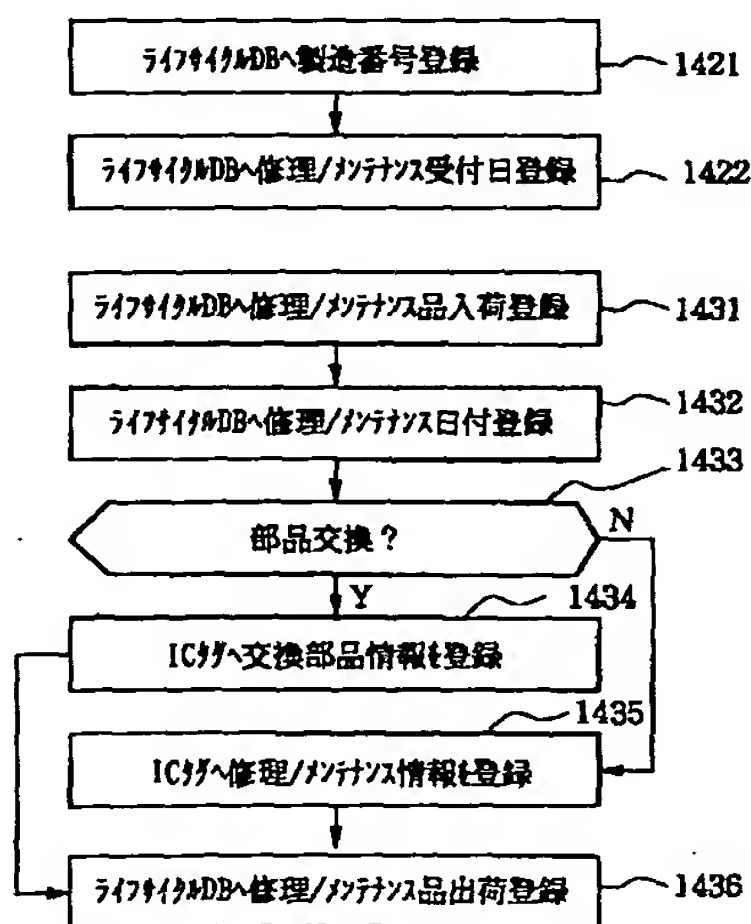 ライフサイクルDBへ製造番号登録 1421
ライフサイクルDBへ修理/メンテナンス受付日登録 1422
ライフサイクルDBへ修理/メンテナンス品入荷登録 1431
ライフサイクルDBへ修理/メンテナンス日付登録 1432
1433
部品交換? N
Y 1434
ICタグへ交換部品情報を登録
1435
ICタグへ修理/メンテナンス情報を登録
ライフサイクルDBへ修理/メンテナンス品出荷登録 1436